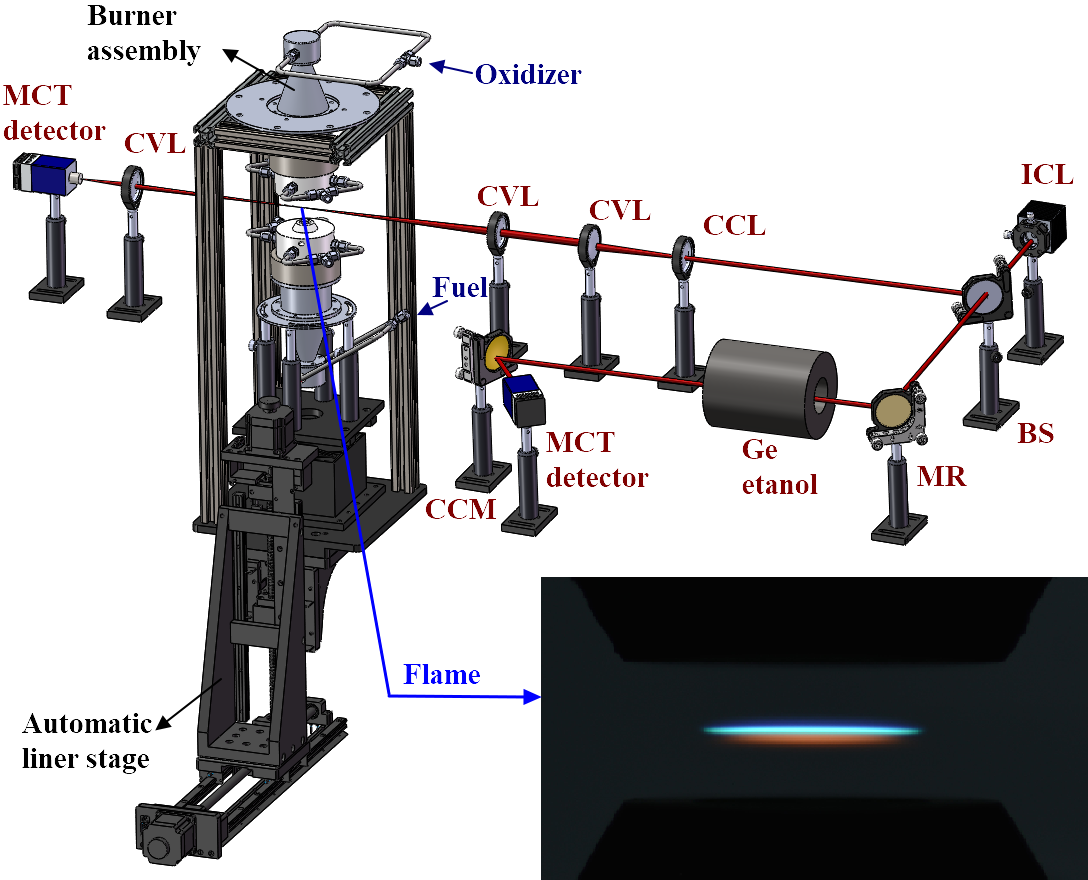 Burner
assembly
Oxidizer
MCT
detector
CVL
CVL
CVL
CCL
ICL
Fuel
BS
MR
Ge
etanol
MCT
detector
CCM
Flame
Automatic
liner stage